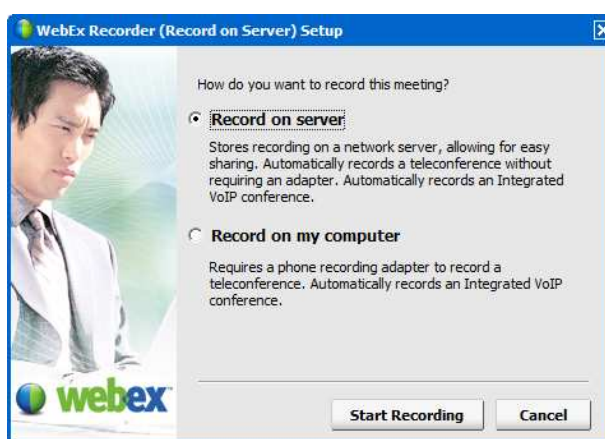 WebEx Recorder (Record on Server) Setup
How do you want to record this meeting?
Record on server
Stores recording on a network server, allowing for easy
sharing. Automatically records a teleconference without
requiring an adapter. Automatically records an Integrated
VoIP conference.
Record on my computer
Requires a phone recording adapter to record a
teleconference. Automatically records an Integrated VoIP
conference.
webex
Start Recording
Cancel